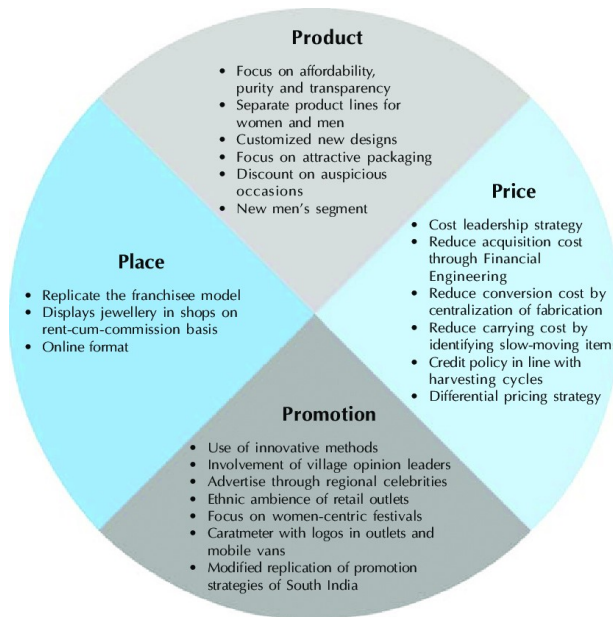 Product
• Focus on affordability,
purity and transparency
• Separate product lines for
women and men
• Customized new designs
• Focus on attractive packaging
• Discount on auspicious
occasions
• New men's segment
Price
• Cost leadership strategy
• Reduce acquisition cost
through Financial
Engineering
• Reduce conversion cost by
centralization of fabrication
• Reduce carrying cost by
identifying slow-moving item
• Credit policy in line with
harvesting cycles
• Differential pricing strategy
Place
• Replicate the franchisee model
• Displays jewellery in shops on
rent-cum-commission basis
• Online format
Promotion
• Use of innovative methods
• Involvement of village opinion leaders
• Advertise through regional celebrities
• Ethnic ambience of retail outlets
• Focus on women-centric festivals
• Caratmeter with logos in outlets and
mobile vans
• Modified replication of promotion
strategies of South India